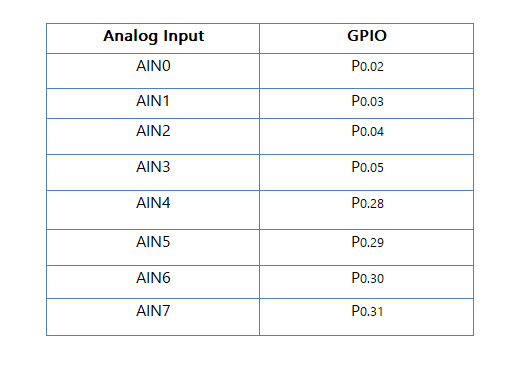 Analog Input GPIO
AIN0 P0.02
AIN1 P0.03
AIN2 P0.04
AIN3 P0.05
AIN4 P0.28
AIN5 P0.29
AIN6 P0.30
AIN7 P0.31